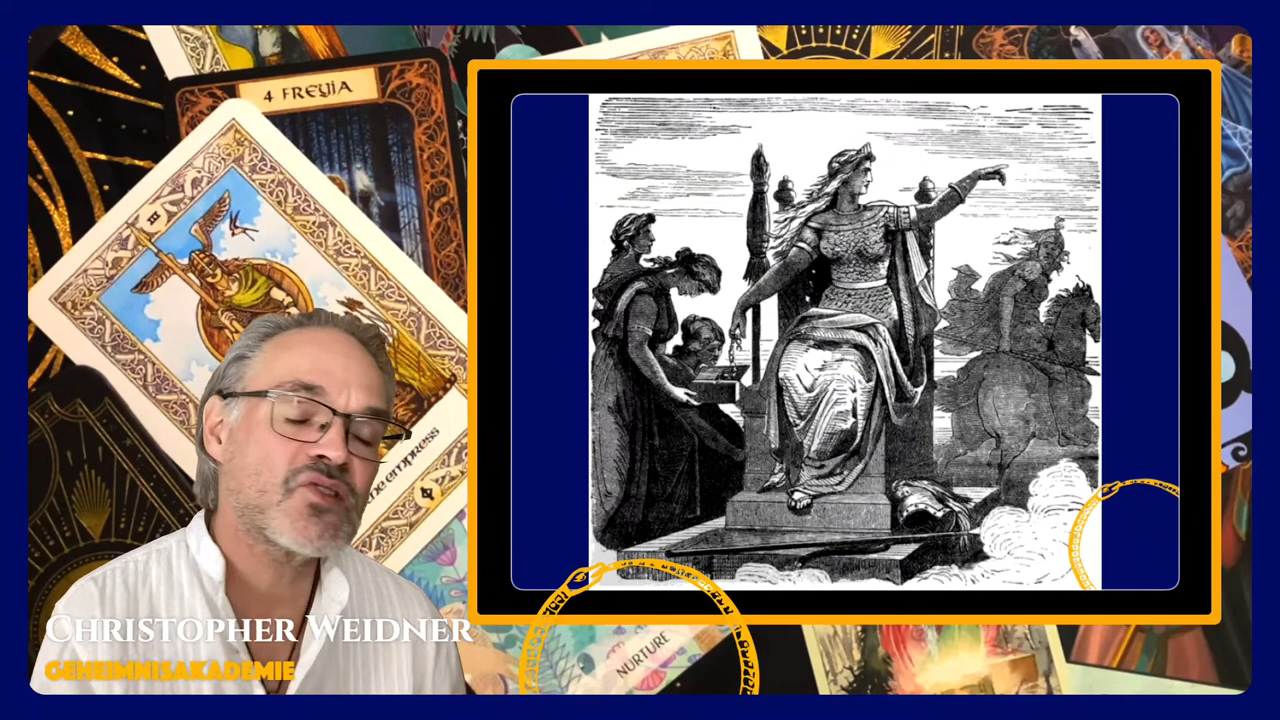 4 FREYJA
III
THE EMPRESS
CHRISTOPHER WEIDNER
GEHEIMNISAKADEMIE
NURTURE